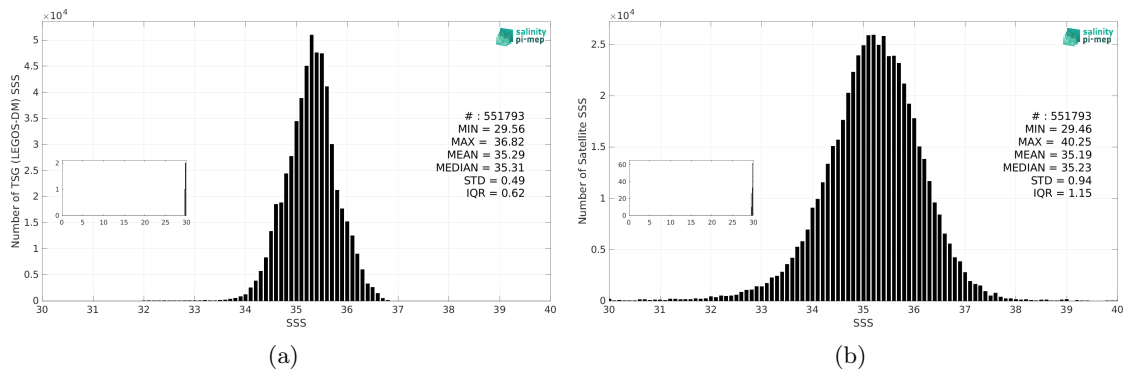 ×10⁴
5
4.5
4
3.5
3
2.5
2
1.5
1
0.5
0
Number of TSG (LEGOS-DM) SSS
salinity
pi-mep
# : 551793
MIN = 29.56
MAX = 36.82
MEAN = 35.29
MEDIAN = 35.31
STD = 0.49
IQR = 0.62
2
1
0
0 5 10 15 20 25 30
30 31 32 33 34 35 36 37 38 39 40
SSS
(a)
×10⁴
2.5
2
1.5
1
0.5
0
Number of Satellite SSS
salinity
pi-mep
# : 551793
MIN = 29.46
MAX = 40.25
MEAN = 35.19
MEDIAN = 35.23
STD = 0.94
IQR = 1.15
60
40
20
0
0 5 10 15 20 25 30
30 31 32 33 34 35 36 37 38 39 40
SSS
(b)